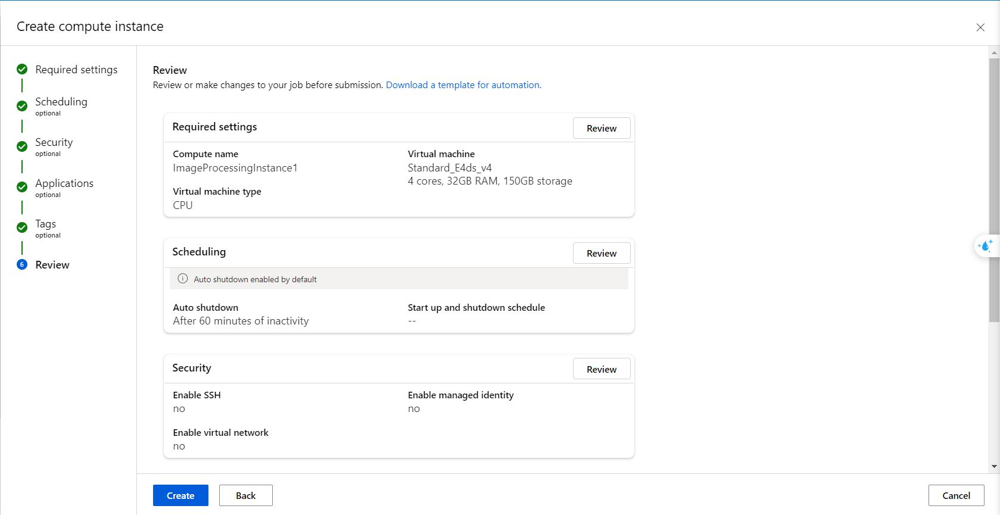 Create compute instance
Required settings
Scheduling
optional
Security
optional
Applications
optional
Tags
optional
6
Review
Review
Review or make changes to your job before submission. Download a template for automation.
Required settings
Review
Compute name
ImageProcessingInstance1
Virtual machine type
CPU
Virtual machine
Standard_E4ds_v4
4 cores, 32GB RAM, 150GB storage
Scheduling
Review
Auto shutdown enabled by default
Auto shutdown
After 60 minutes of inactivity
Start up and shutdown schedule
--
Security
Review
Enable SSH
no
Enable managed identity
no
Enable virtual network
no
Create
Back
Cancel